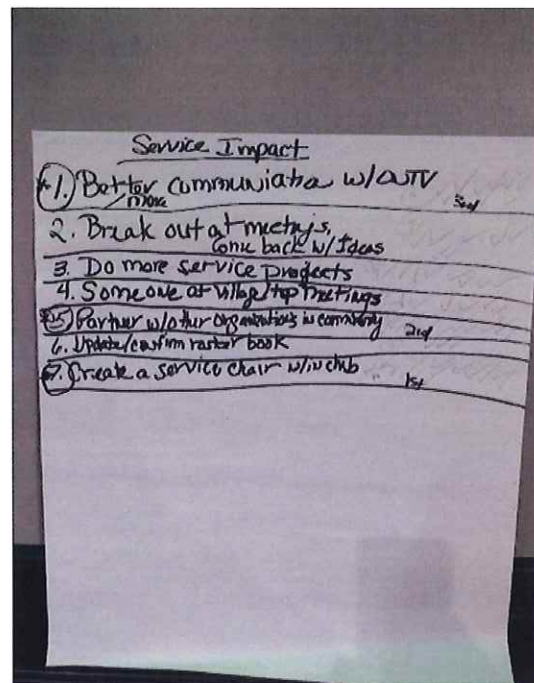 Service Impact
*1. Better communiatia w/
more
3rd
2. Break out at meetings,
come back w/ Ideas
3. Do more service projects
4. Someone at village/twp meetings
*5. Partner w/other organizations in community 2nd
6. Update/confirm roster book
*7. Create a service chair w/in club 1st